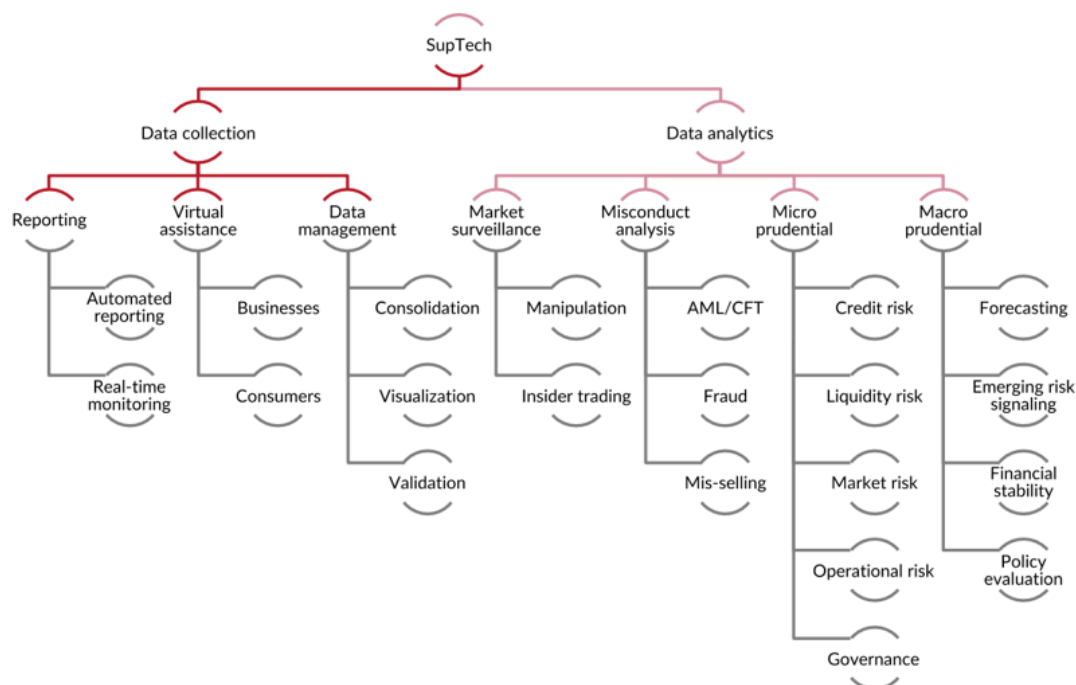 SupTech
Data collection
Data analytics
Reporting
Virtual
assistance
Data
management
Market
surveillance
Misconduct
analysis
Micro
prudential
Macro
prudential
Automated
reporting
Businesses
Consolidation
Manipulation
AML/CFT
Credit risk
Forecasting
Real-time
monitoring
Consumers
Visualization
Insider trading
Fraud
Liquidity risk
Emerging risk
signaling
Validation
Mis-selling
Market risk
Financial
stability
Operational risk
Policy
evaluation
Governance